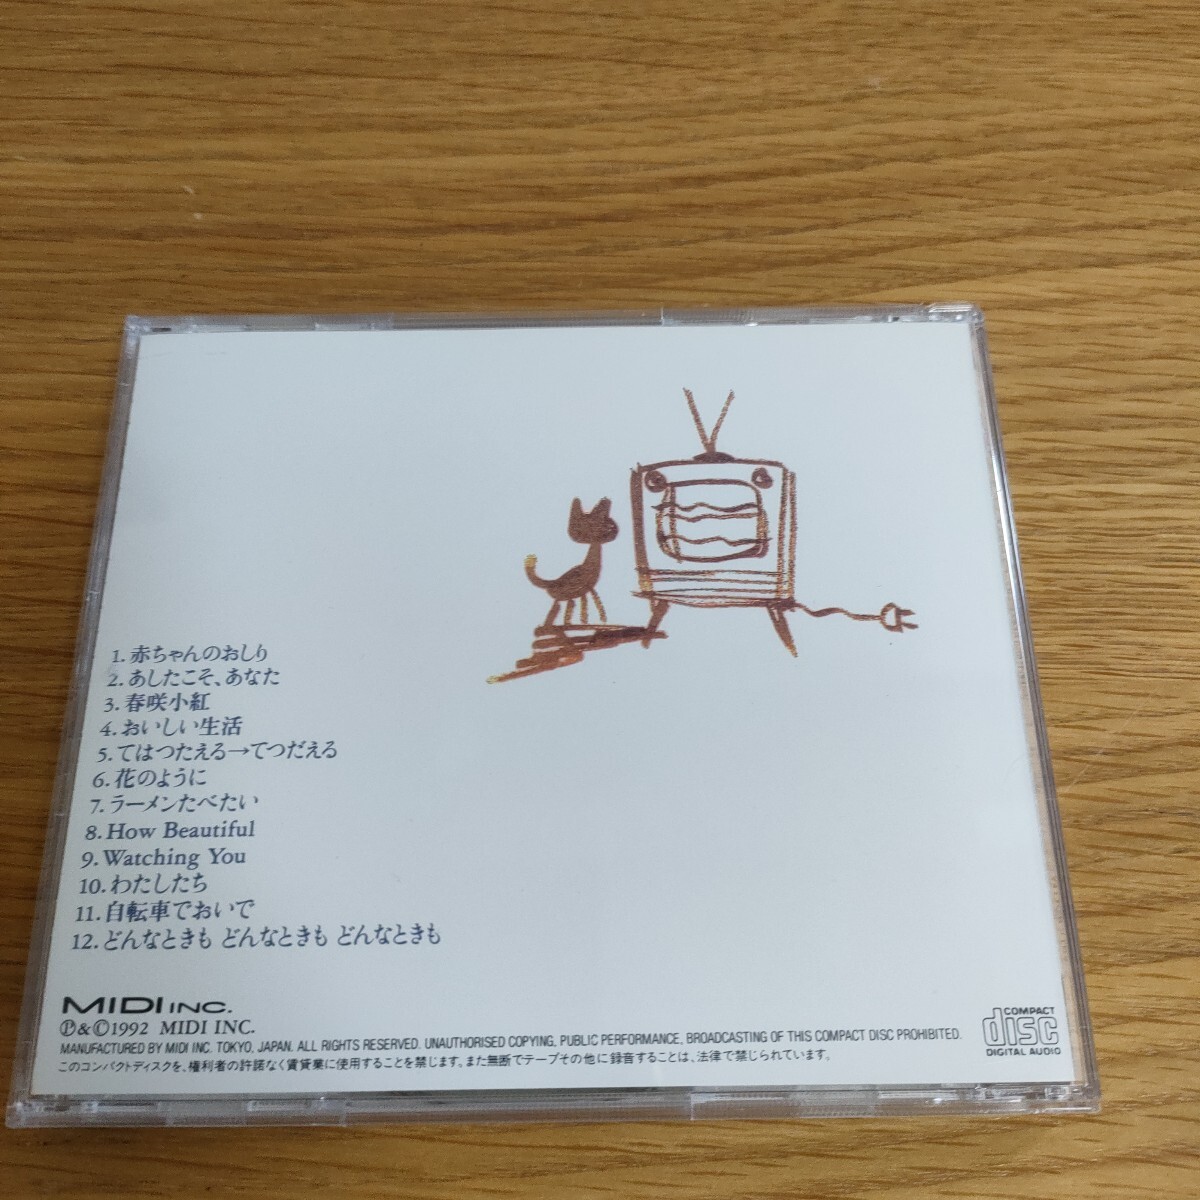 1. 赤ちゃんのおしり
2. あしたこそ、あなた
3. 春咲小紅
4. おいしい生活
5. てはつたえる→てつだえる
6. 花のように
7. ラーメンたべたい
8. How Beautiful
9. Watching You
10. わたしたち
11. 自転車でおいで
12. どんなときも どんなときも どんなときも
MIDI INC.
Ⓟ&Ⓒ1992 MIDI INC.
MANUFACTURED BY MIDI INC. TOKYO, JAPAN. ALL RIGHTS RESERVED. UNAUTHORISED COPYING, PUBLIC PERFORMANCE, BROADCASTING OF THIS COMPACT DISC PROHIBITED.
このコンパクトディスクを、権利者の許諾なく賃貸業に使用することを禁じます。また無断でテープその他に録音することは、法律で禁じられています。
COMPACT
disc
DIGITAL AUDIO